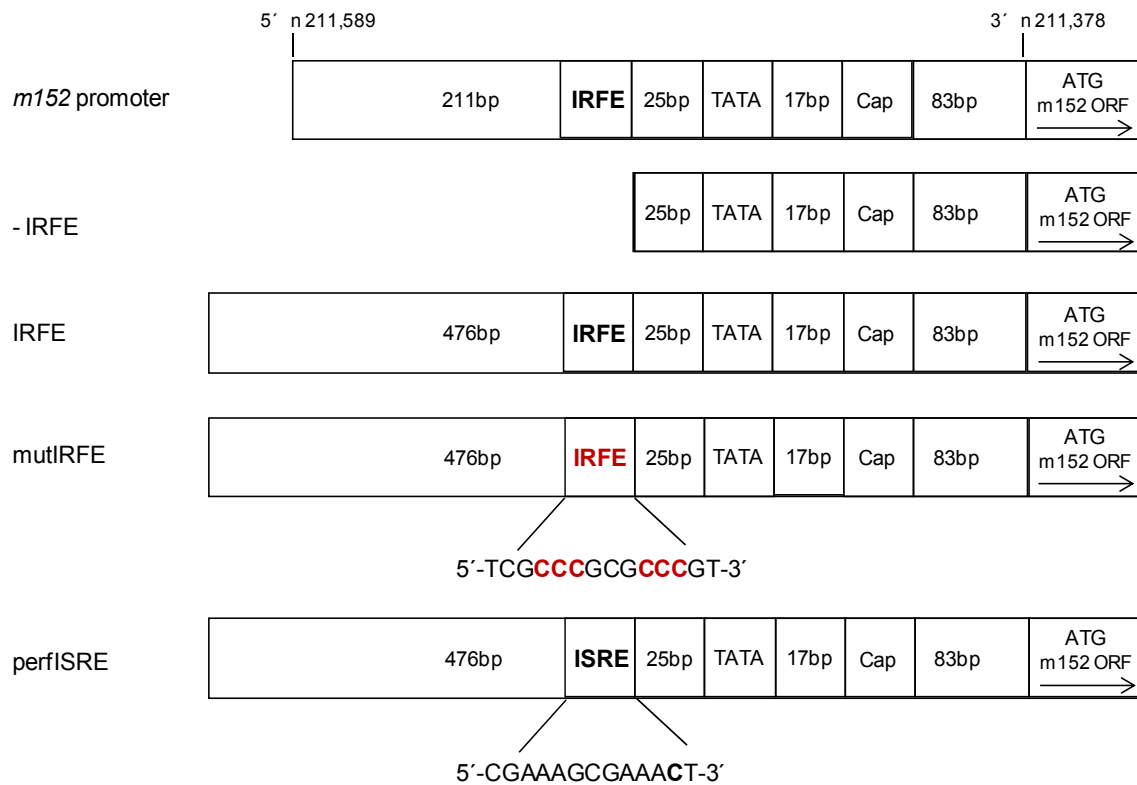 5´ n 211,589 3´ n 211,378
m152 promoter 211bp IRFE 25bp TATA 17bp Cap 83bp ATG
m152 ORF
- IRFE 25bp TATA 17bp Cap 83bp ATG
m152 ORF
IRFE 476bp IRFE 25bp TATA 17bp Cap 83bp ATG
m152 ORF
mutIRFE 476bp IRFE 25bp TATA 17bp Cap 83bp ATG
m152 ORF
5´-TCGCCCGCGCCCGT-3´
perfISRE 476bp ISRE 25bp TATA 17bp Cap 83bp ATG
m152 ORF
5´-CGAAAGCGAAACT-3´